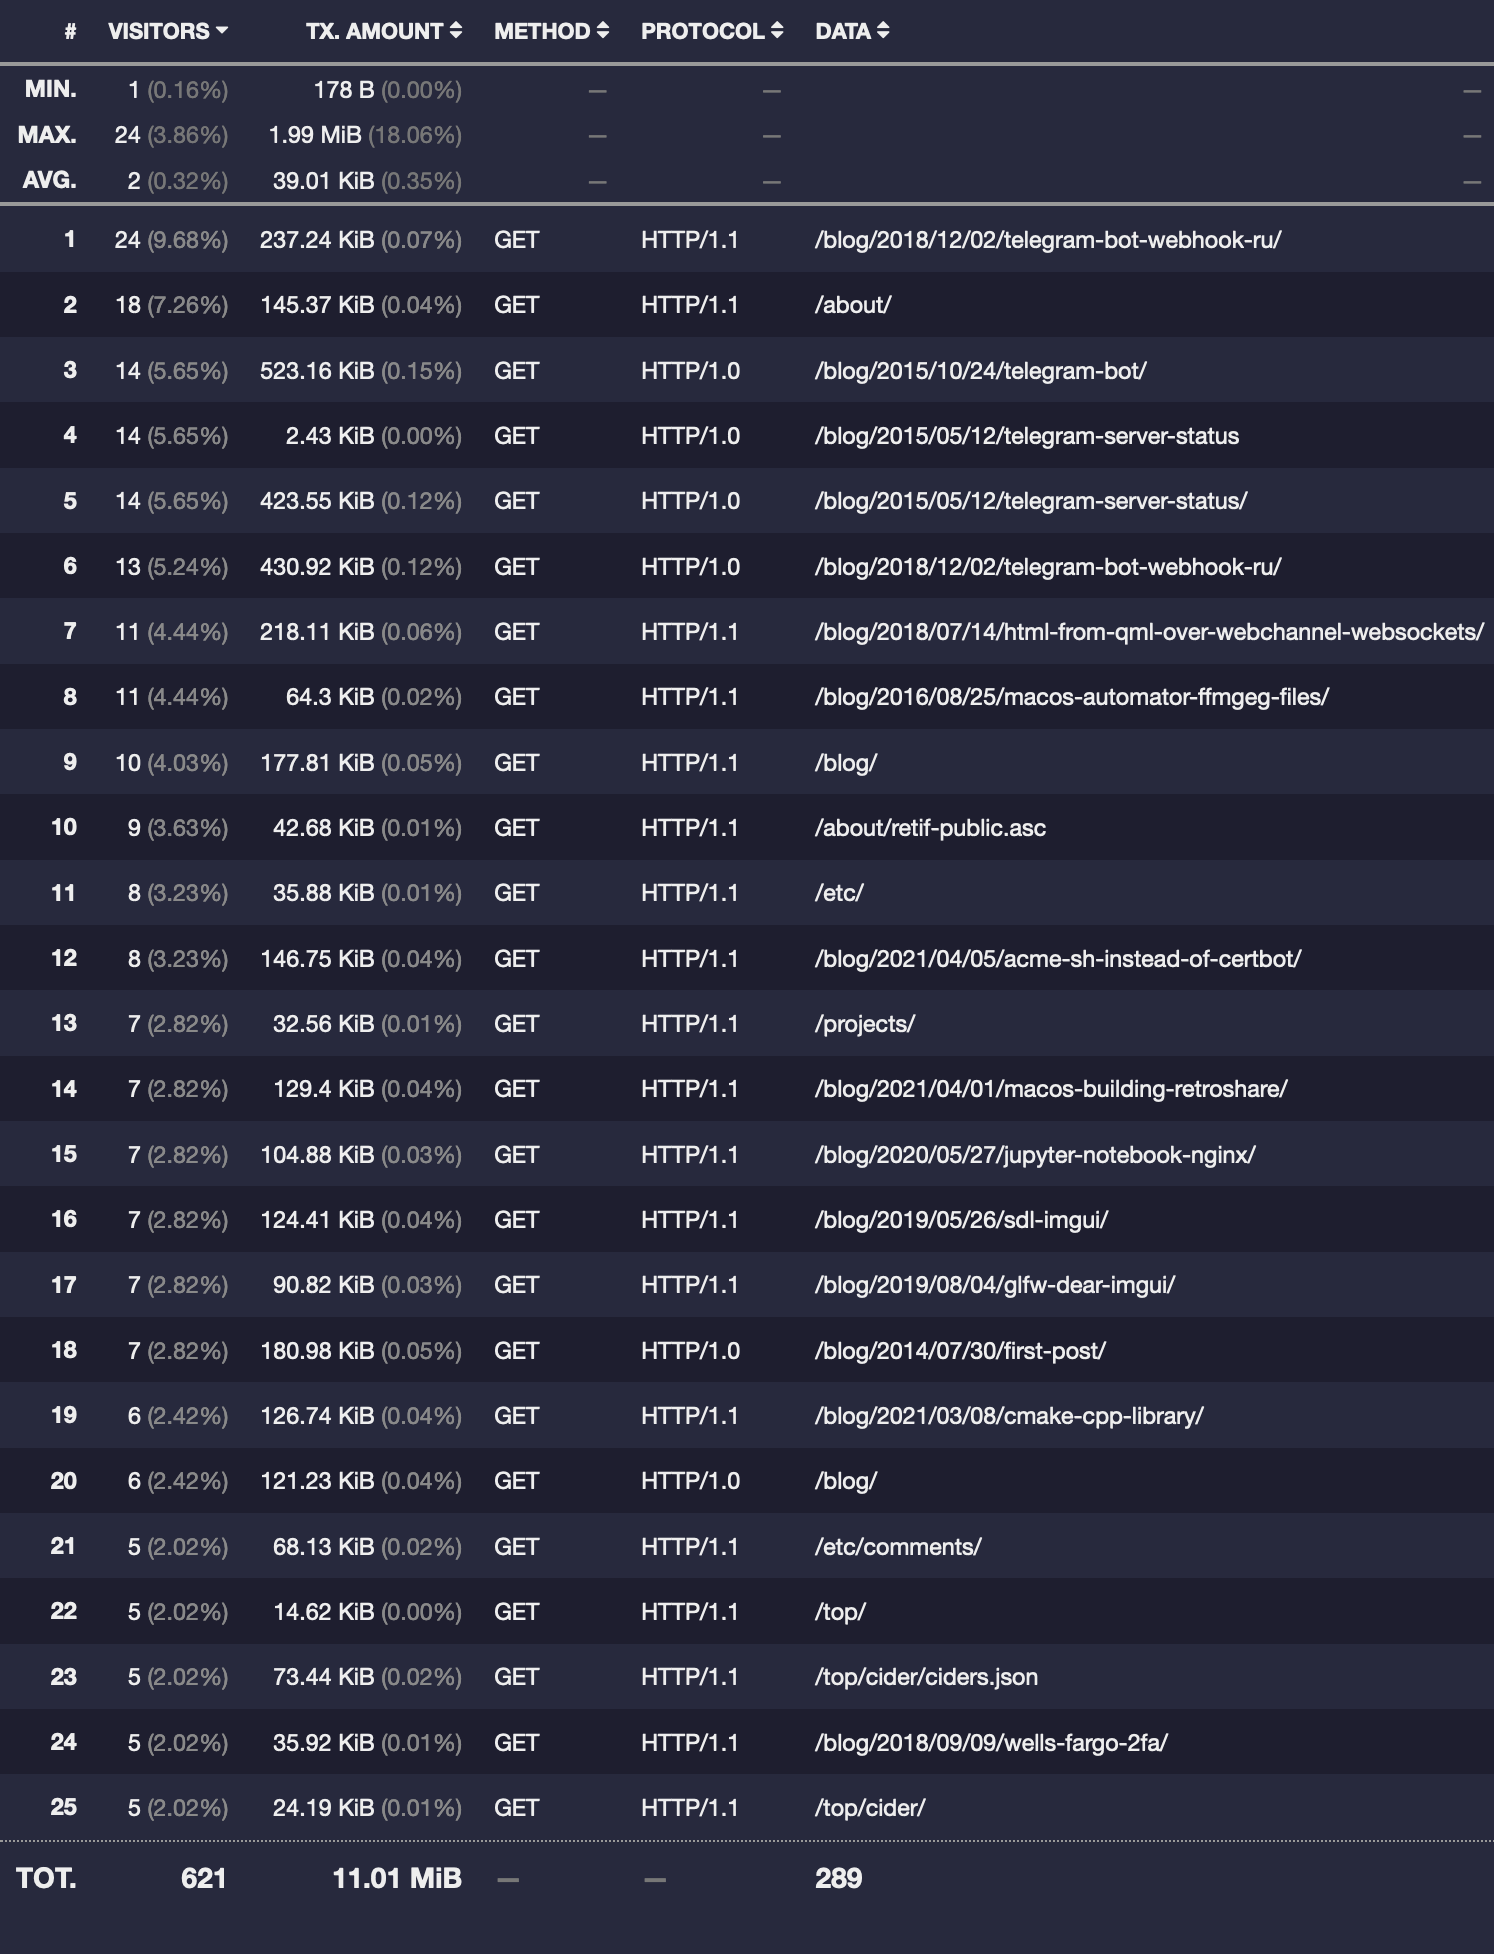 # VISITORS TX. AMOUNT METHOD PROTOCOL DATA
MIN. 1 (0.16%) 178 B (0.00%) — — —
MAX. 24 (3.86%) 1.99 MiB (18.06%) — — —
AVG. 2 (0.32%) 39.01 KiB (0.35%) — — —
1 24 (9.68%) 237.24 KiB (0.07%) GET HTTP/1.1 /blog/2018/12/02/telegram-bot-webhook-ru/
2 18 (7.26%) 145.37 KiB (0.04%) GET HTTP/1.1 /about/
3 14 (5.65%) 523.16 KiB (0.15%) GET HTTP/1.0 /blog/2015/10/24/telegram-bot/
4 14 (5.65%) 2.43 KiB (0.00%) GET HTTP/1.0 /blog/2015/05/12/telegram-server-status
5 14 (5.65%) 423.55 KiB (0.12%) GET HTTP/1.0 /blog/2015/05/12/telegram-server-status/
6 13 (5.24%) 430.92 KiB (0.12%) GET HTTP/1.0 /blog/2018/12/02/telegram-bot-webhook-ru/
7 11 (4.44%) 218.11 KiB (0.06%) GET HTTP/1.1 /blog/2018/07/14/html-from-qml-over-webchannel-websockets/
8 11 (4.44%) 64.3 KiB (0.02%) GET HTTP/1.1 /blog/2016/08/25/macos-automator-ffmgeg-files/
9 10 (4.03%) 177.81 KiB (0.05%) GET HTTP/1.1 /blog/
10 9 (3.63%) 42.68 KiB (0.01%) GET HTTP/1.1 /about/retif-public.asc
11 8 (3.23%) 35.88 KiB (0.01%) GET HTTP/1.1 /etc/
12 8 (3.23%) 146.75 KiB (0.04%) GET HTTP/1.1 /blog/2021/04/05/acme-sh-instead-of-certbot/
13 7 (2.82%) 32.56 KiB (0.01%) GET HTTP/1.1 /projects/
14 7 (2.82%) 129.4 KiB (0.04%) GET HTTP/1.1 /blog/2021/04/01/macos-building-retroshare/
15 7 (2.82%) 104.88 KiB (0.03%) GET HTTP/1.1 /blog/2020/05/27/jupyter-notebook-nginx/
16 7 (2.82%) 124.41 KiB (0.04%) GET HTTP/1.1 /blog/2019/05/26/sdl-imgui/
17 7 (2.82%) 90.82 KiB (0.03%) GET HTTP/1.1 /blog/2019/08/04/glfw-dear-imgui/
18 7 (2.82%) 180.98 KiB (0.05%) GET HTTP/1.0 /blog/2014/07/30/first-post/
19 6 (2.42%) 126.74 KiB (0.04%) GET HTTP/1.1 /blog/2021/03/08/cmake-cpp-library/
20 6 (2.42%) 121.23 KiB (0.04%) GET HTTP/1.0 /blog/
21 5 (2.02%) 68.13 KiB (0.02%) GET HTTP/1.1 /etc/comments/
22 5 (2.02%) 14.62 KiB (0.00%) GET HTTP/1.1 /top/
23 5 (2.02%) 73.44 KiB (0.02%) GET HTTP/1.1 /top/cider/ciders.json
24 5 (2.02%) 35.92 KiB (0.01%) GET HTTP/1.1 /blog/2018/09/09/wells-fargo-2fa/
25 5 (2.02%) 24.19 KiB (0.01%) GET HTTP/1.1 /top/cider/
TOT. 621 11.01 MiB — — 289